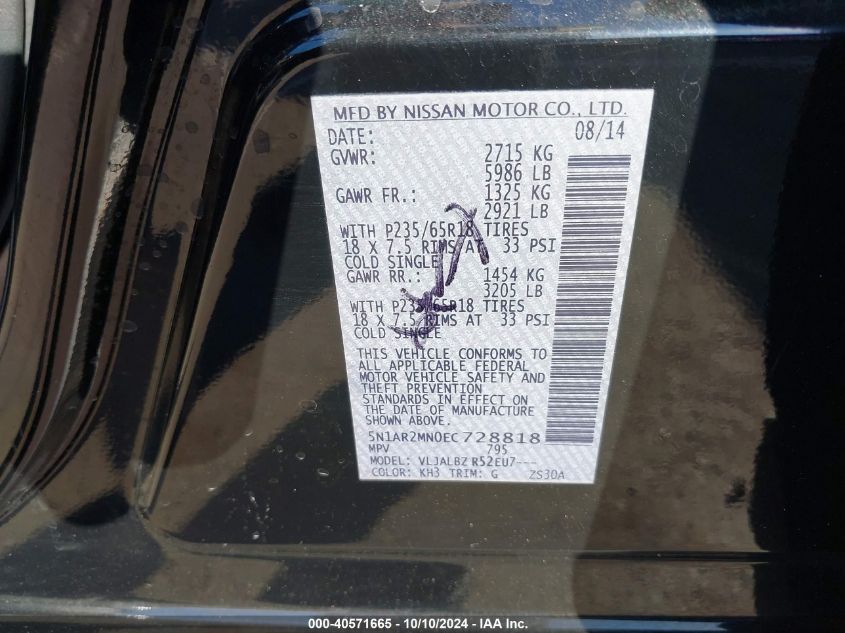 MFD BY NISSAN MOTOR CO., LTD.
DATE: 08/14
GVWR: 2715 KG
5986 LB
GAWR FR.: 1325 KG
2921 LB
WITH P235/65R18 TIRES
18 X 7.5 RIMS AT 33 PSI
COLD SINGLE
GAWR RR.: 1454 KG
3205 LB
WITH P235/65R18 TIRES
18 X 7.5 RIMS AT 33 PSI
COLD SINGLE
THIS VEHICLE CONFORMS TO
ALL APPLICABLE FEDERAL
MOTOR VEHICLE SAFETY AND
THEFT PREVENTION
STANDARDS IN EFFECT ON
THE DATE OF MANUFACTURE
SHOWN ABOVE.
5N1AR2MN0EC728818
MPV 795
MODEL: VLJALBZ R52EU7---
COLOR: KH3 TRIM: G ZS30A
000-40571665 - 10/10/2024 - IAA Inc.